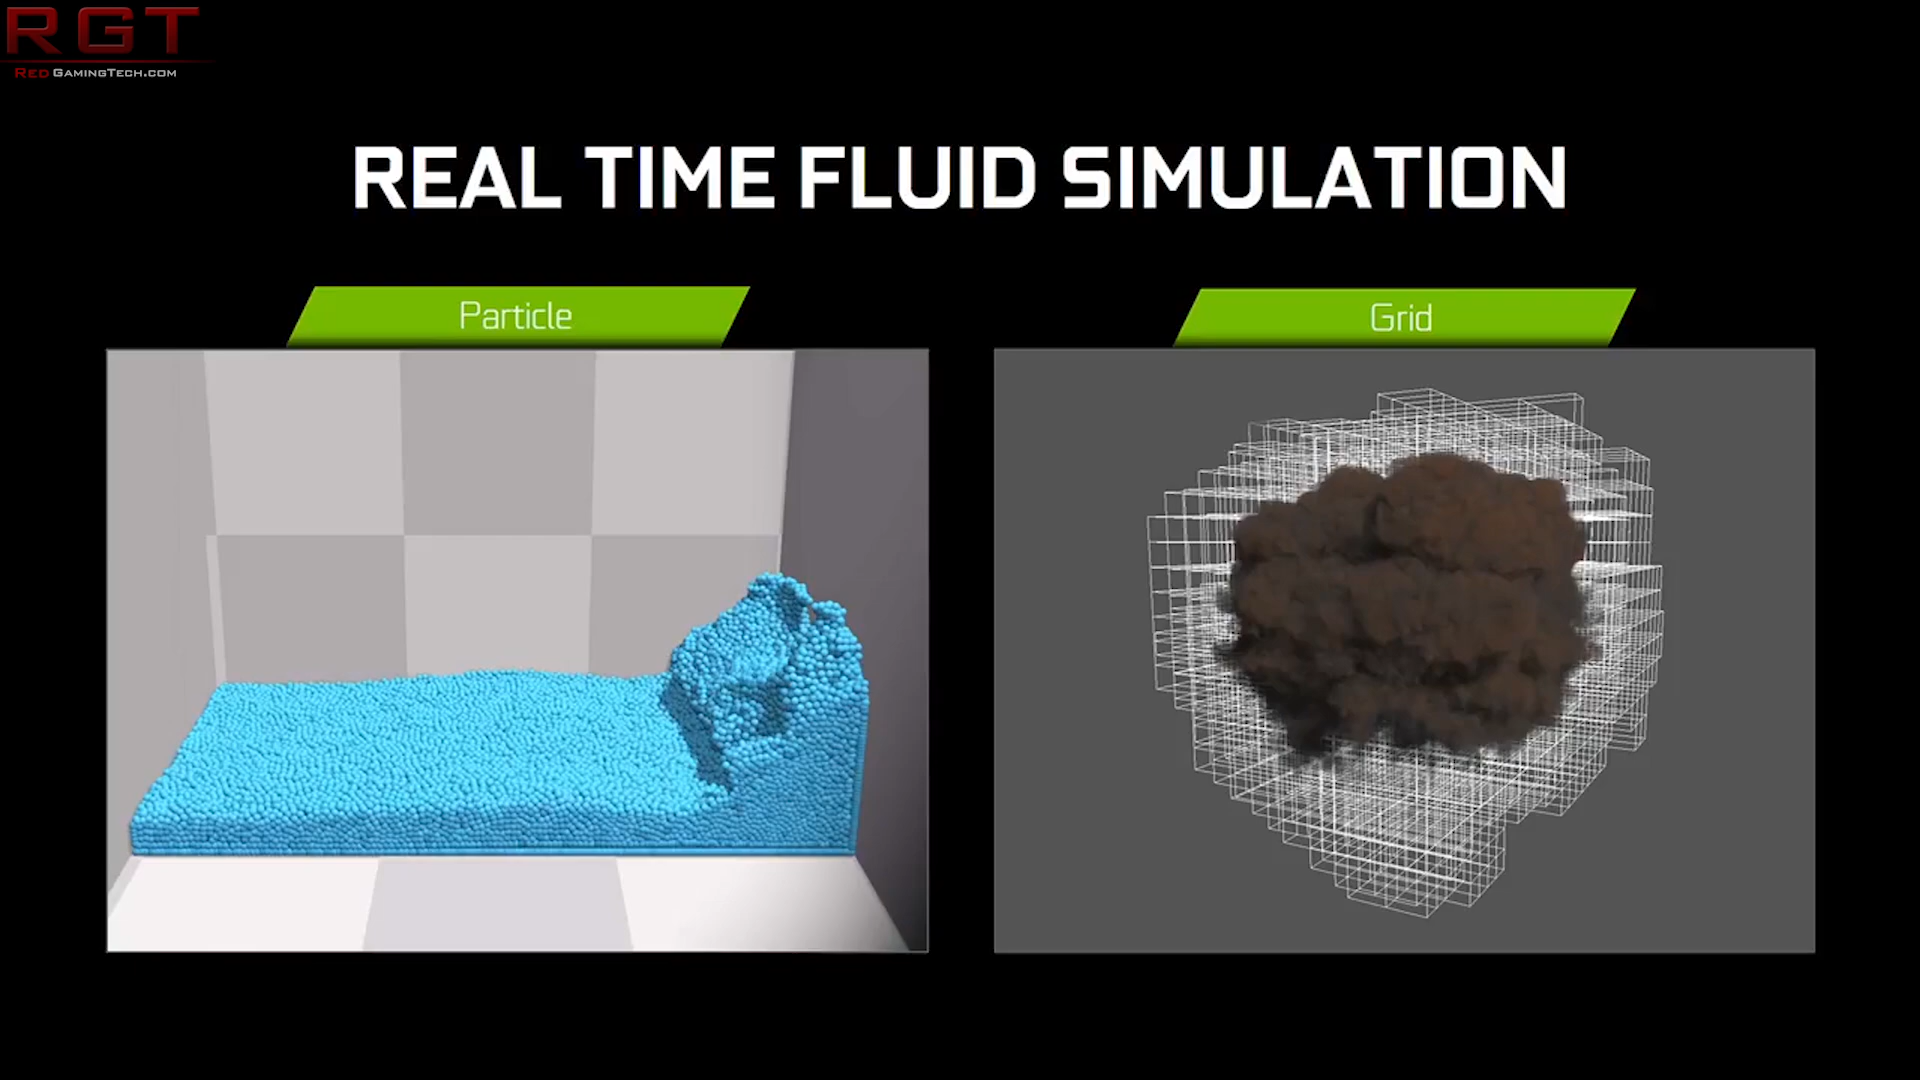 RGT
RED GAMINGTECH.COM
REAL TIME FLUID SIMULATION
Particle
Grid